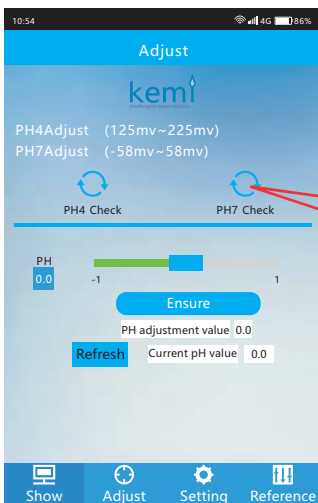 10:54 4G 86%
Adjust
kemi
PH4Adjust (125mv~225mv)
PH7Adjust (-58mv~58mv)
PH4 Check PH7 Check
PH
0.0 -1 1
Ensure
PH adjustment value 0.0
Refresh Current pH value 0.0
Show Adjust Setting Reference